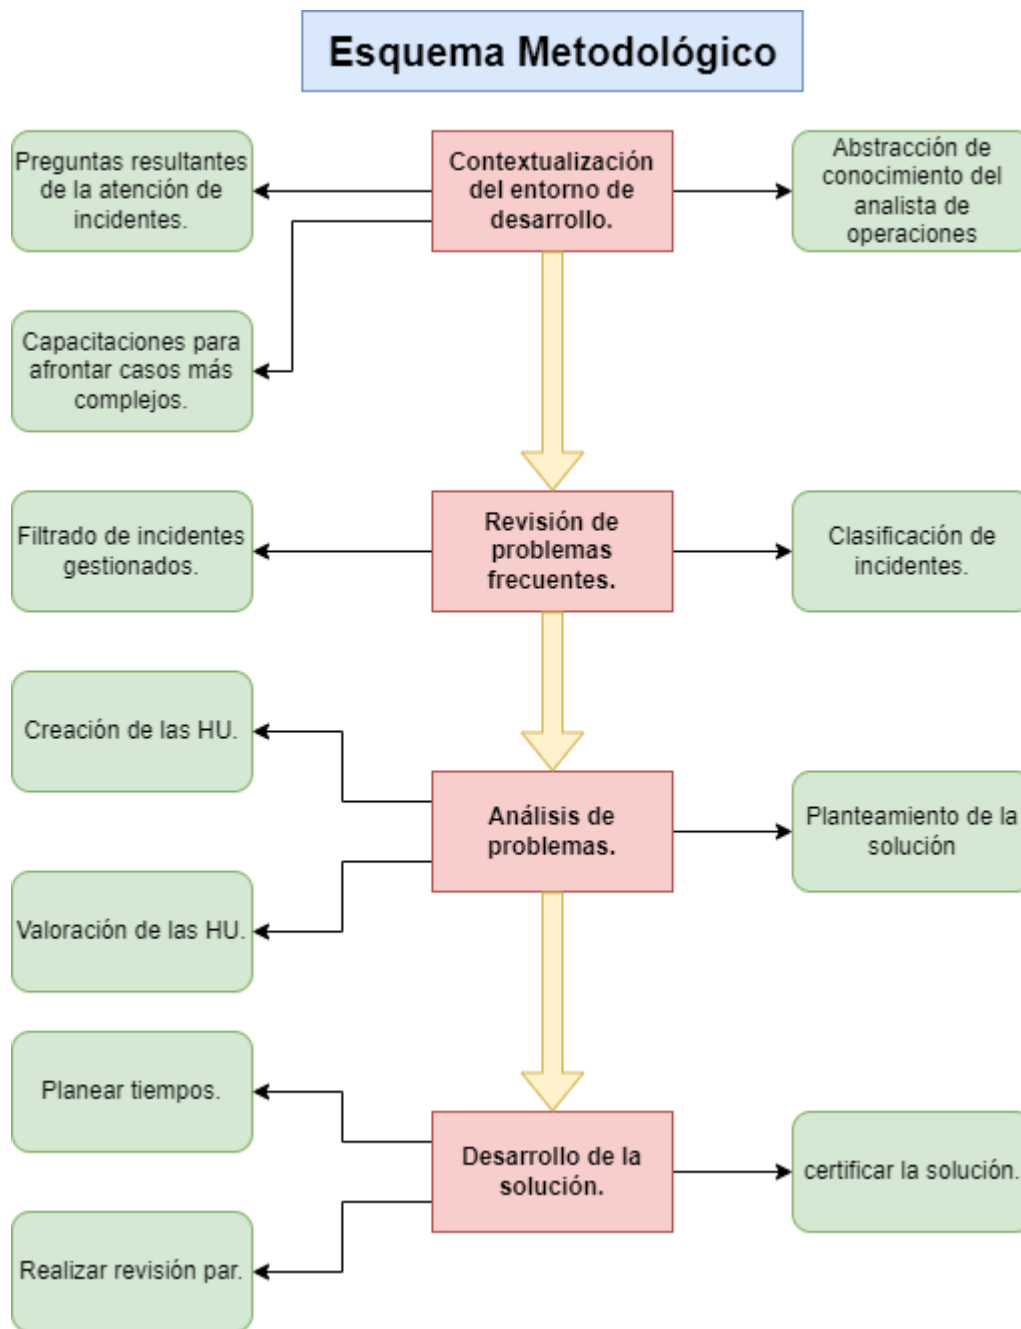 Esquema Metodológico
Preguntas resultantes
de la atención de
incidentes.
Contextualización
del entorno de
desarrollo.
Abstracción de
conocimiento del
analista de
operaciones
Capacitaciones para
afrontar casos más
complejos.
Filtrado de incidentes
gestionados.
Revisión de
problemas
frecuentes.
Clasificación de
incidentes.
Creación de las HU.
Análisis de
problemas.
Planteamiento de la
solución
Valoración de las HU.
Planear tiempos.
Desarrollo de la
solución.
certificar la solución.
Realizar revisión par.